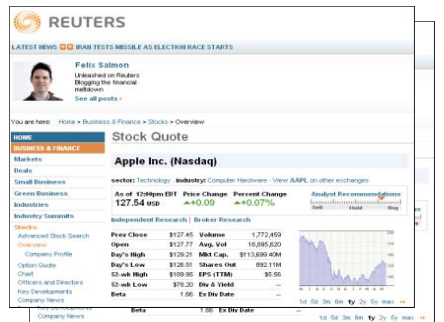 REUTERS
LATEST NEWS IRAN TESTS MISSILE AS ELECTION RACE STARTS
Felix Salmon
Unleashed on Reuters
Blogging the financial
meltdown
See all posts
You are here: Home > Business & Finance > Stocks > Overview
HOME
BUSINESS & FINANCE
Markets
Deals
Small Business
Green Business
Industries
Industry Summits
Stocks
Advanced Stock Search
Overview
Company Profile
Option Guide
Chart
Officers and Directors
Key Developments
Company News
Company News
Stock Quote
Apple Inc. (Nasdaq)
sector: Technology . industry: Computer Hardware - View AAPL on other exchanges
As of 12:00pm EDT Price Change Percent Change
127.54 USD +0.09 +0.07%
Analyst Recommendations
Sell Hold Buy
Independent Research | Broker Research
Prev Close $127.45 Volume 1,772,459
Open $127.77 Avg. Vol 16,695,620
Day's High $129.21 Mkt Cap.
Day's Low $126.51 Shares Out 892.11M
52-wk High $189.95 EPS (TTM) $5.56
52-wk Low $78.20 Div & Yield --
Beta 1.66 Ex Div Date --
1d 5d 3m 6m 1y 2y 5y max
Beta 1.66 Ex Div Date --
1d 5d 3m 6m 1y 2y 5y max